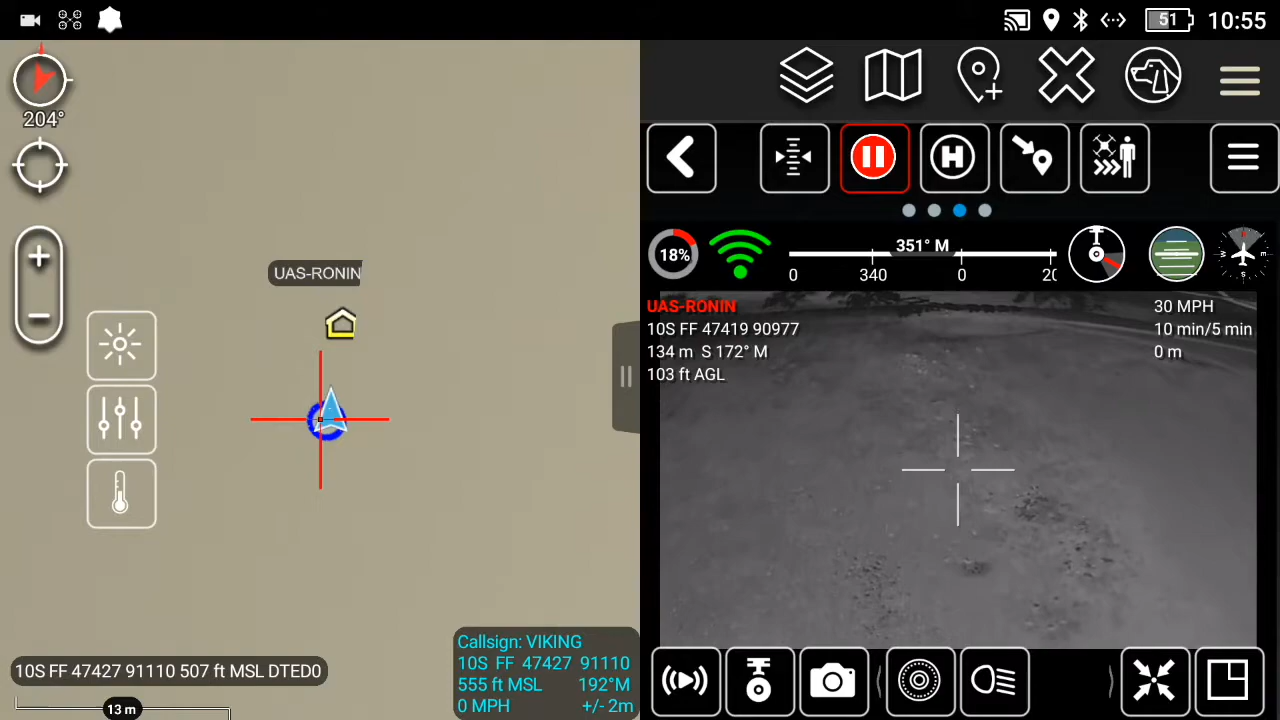 51 10:55
204°
UAS-RONIN
10S FF 47427 91110 507 ft MSL DTED0
13 m
Callsign: VIKING
10S FF 47427 91110
555 ft MSL 192°M
0 MPH +/- 2m
H
18%
351° M
0 340 0 20
UAS-RONIN
10S FF 47419 90977
134 m S 172° M
103 ft AGL
30 MPH
10 min/5 min
0 m